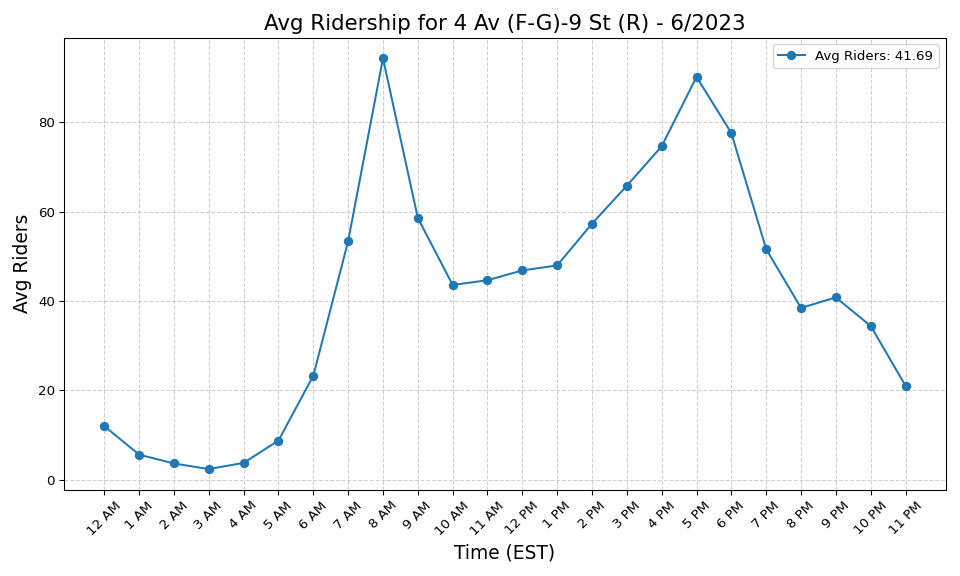 Avg Ridership for 4 Av (F-G)-9 St (R) - 6/2023
Avg Riders: 41.69
Avg Riders
80
60
40
20
0
12 AM 1 AM 2 AM 3 AM 4 AM 5 AM 6 AM 7 AM 8 AM 9 AM 10 AM 11 AM 12 PM 1 PM 2 PM 3 PM 4 PM 5 PM 6 PM 7 PM 8 PM 9 PM 10 PM 11 PM
Time (EST)